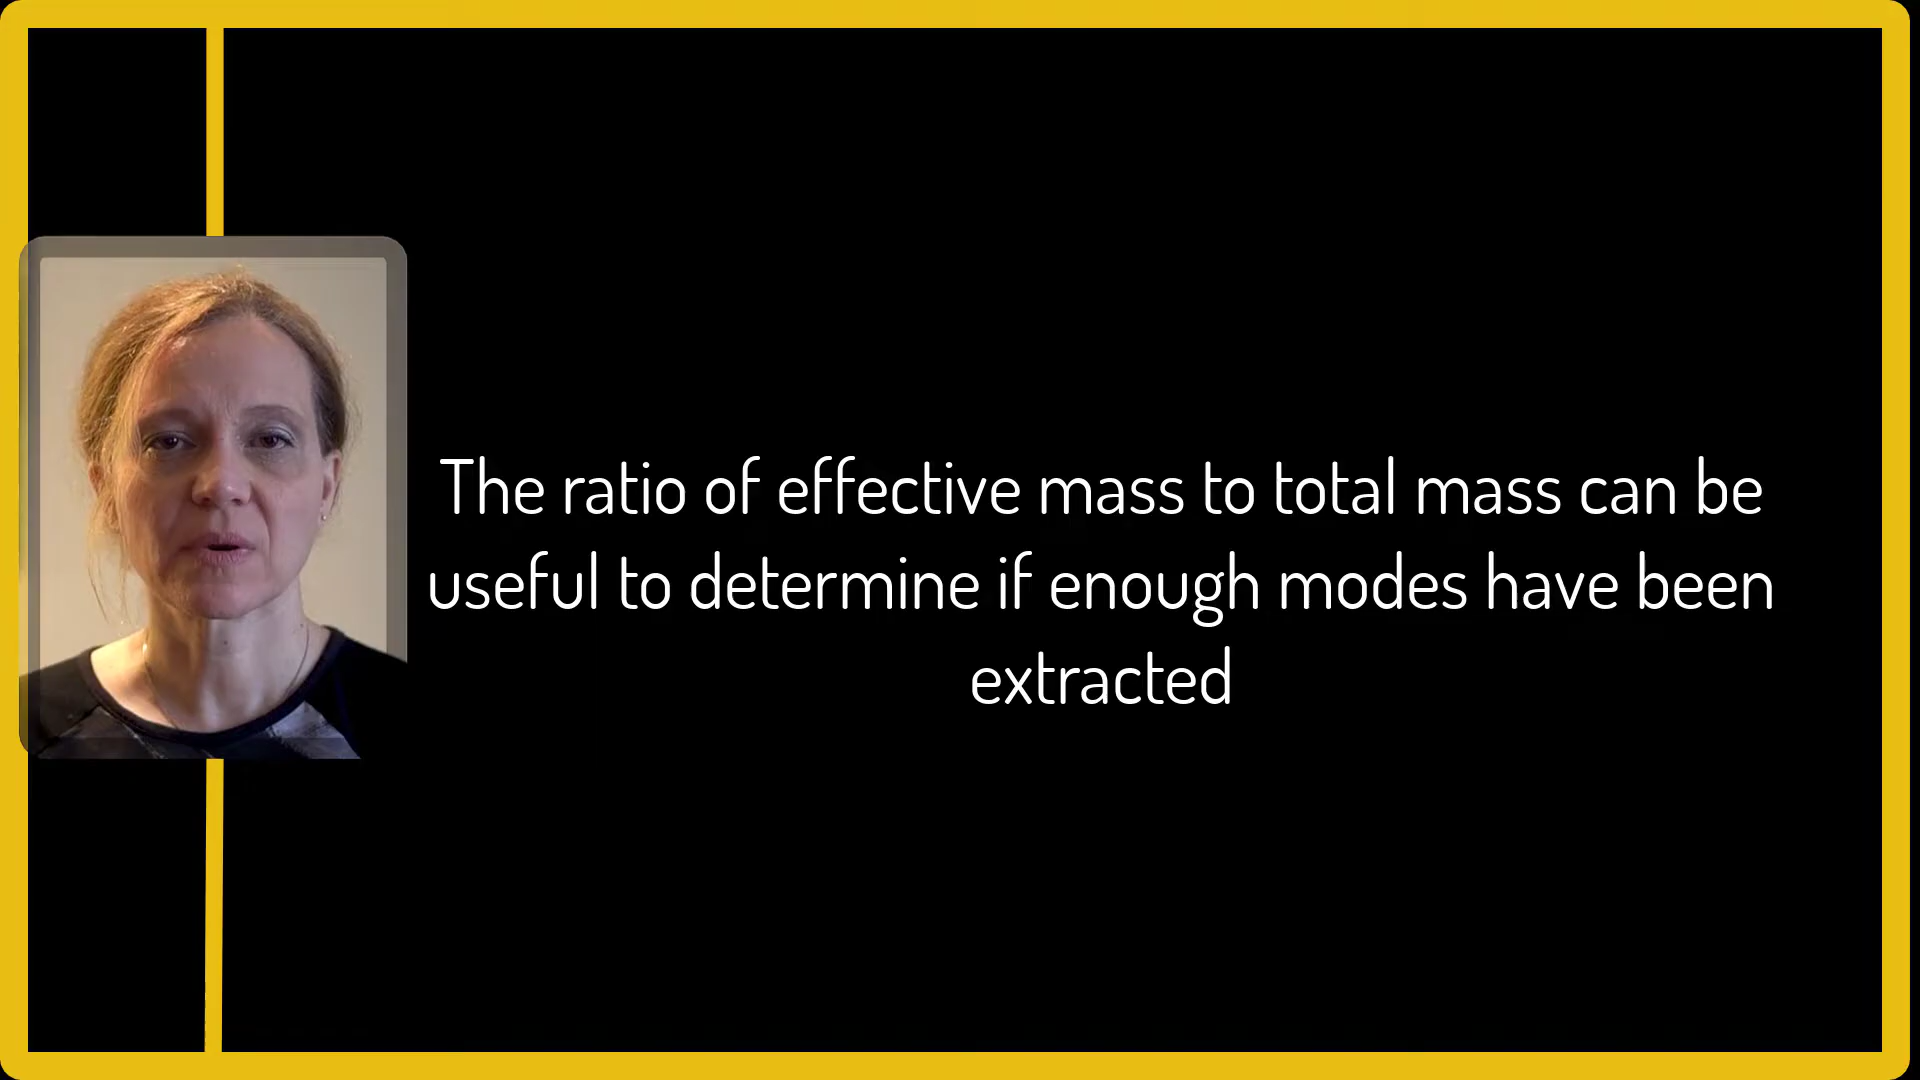 The ratio of effective mass to total mass can be
useful to determine if enough modes have been
extracted